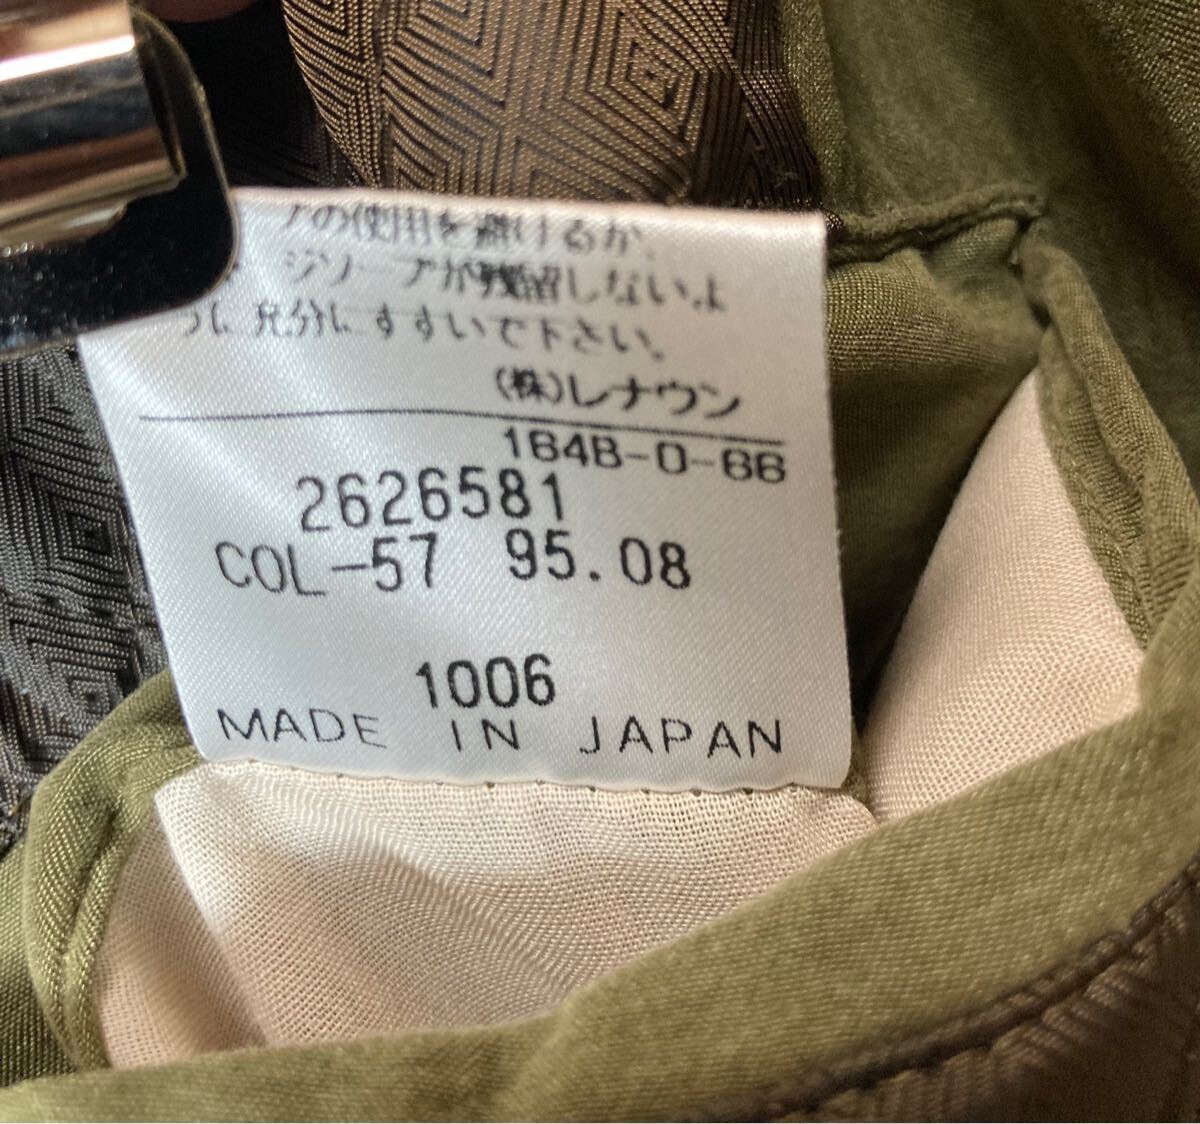 の使用を避けるか、
ジソープが残留しないよ
うに充分にすすいで下さい。
(株)レナウン
164B-0-66
2626581
COL-57 95.08
1006
MADE IN JAPAN